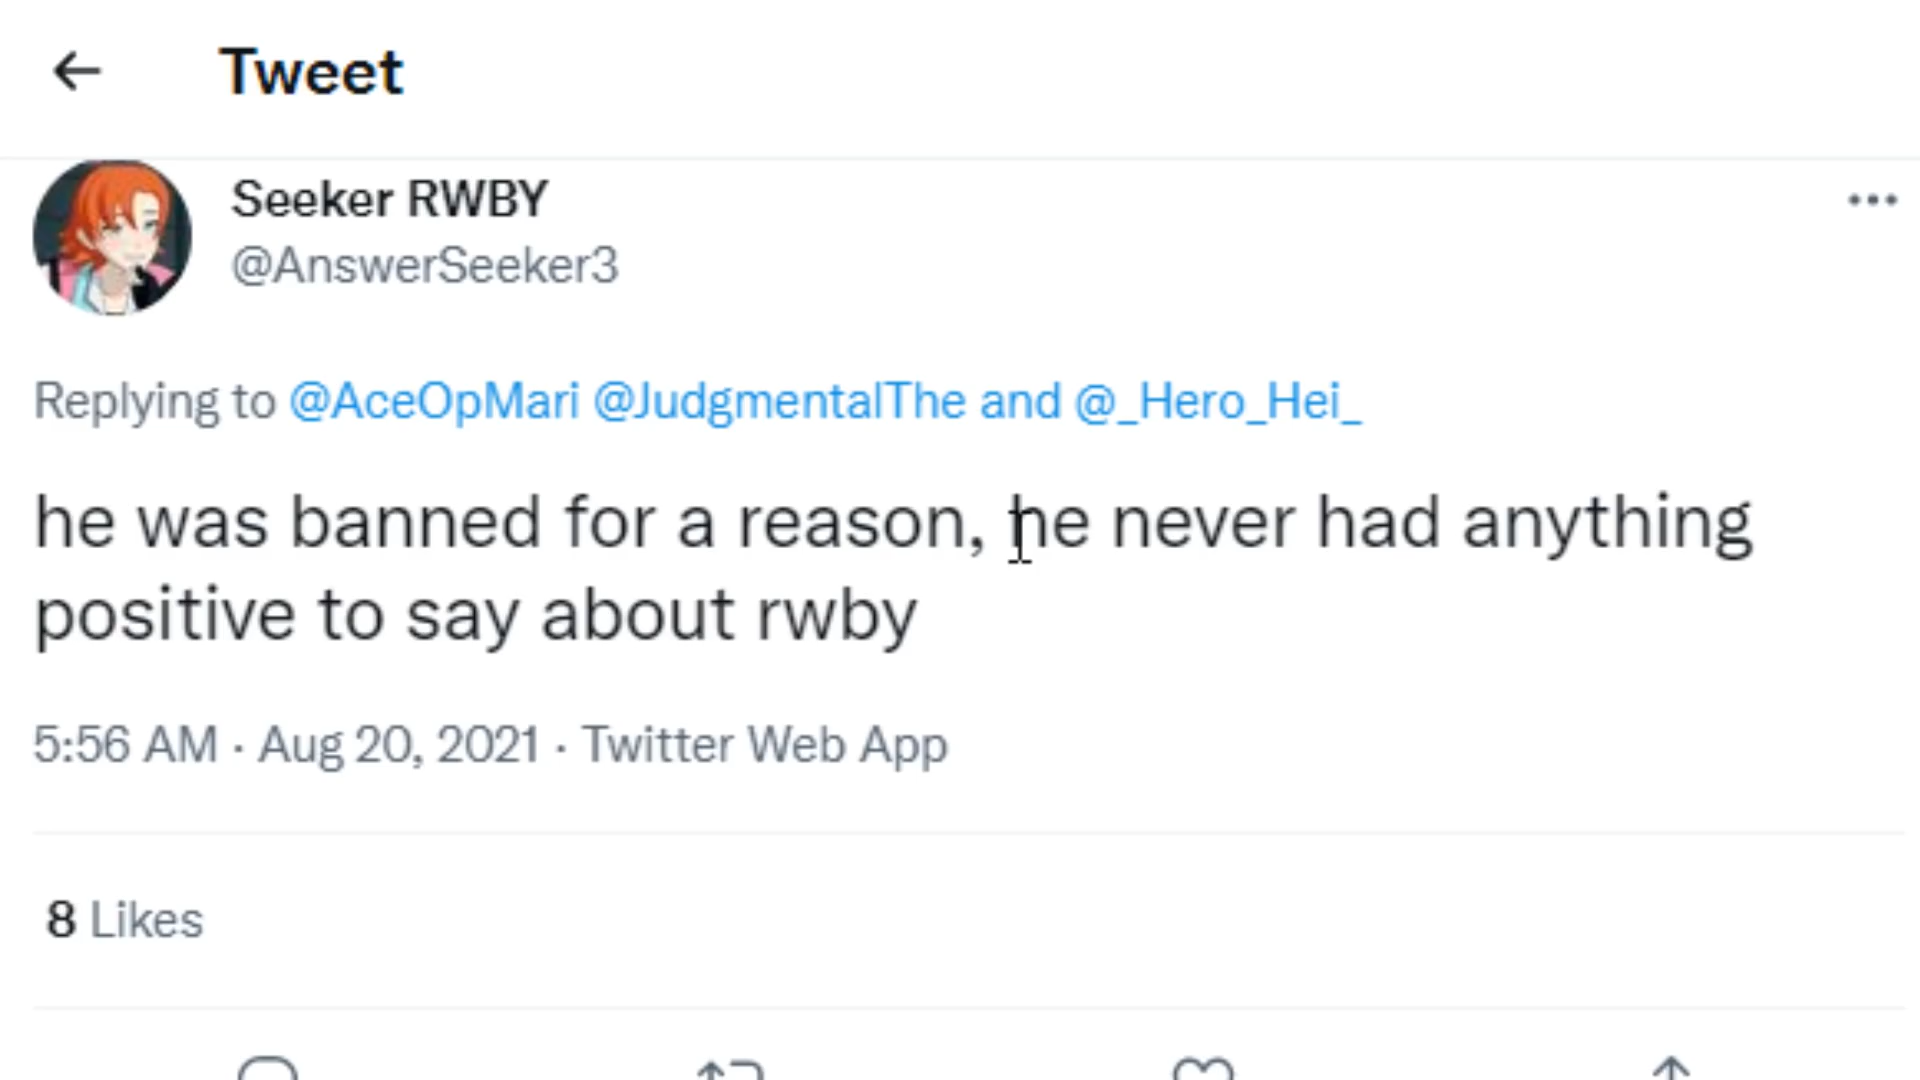 Tweet
Seeker RWBY
@AnswerSeeker3
Replying to @AceOpMari @JudgmentalThe and @_Hero_Hei_
he was banned for a reason, he never had anything
positive to say about rwby
5:56 AM · Aug 20, 2021 · Twitter Web App
8 Likes